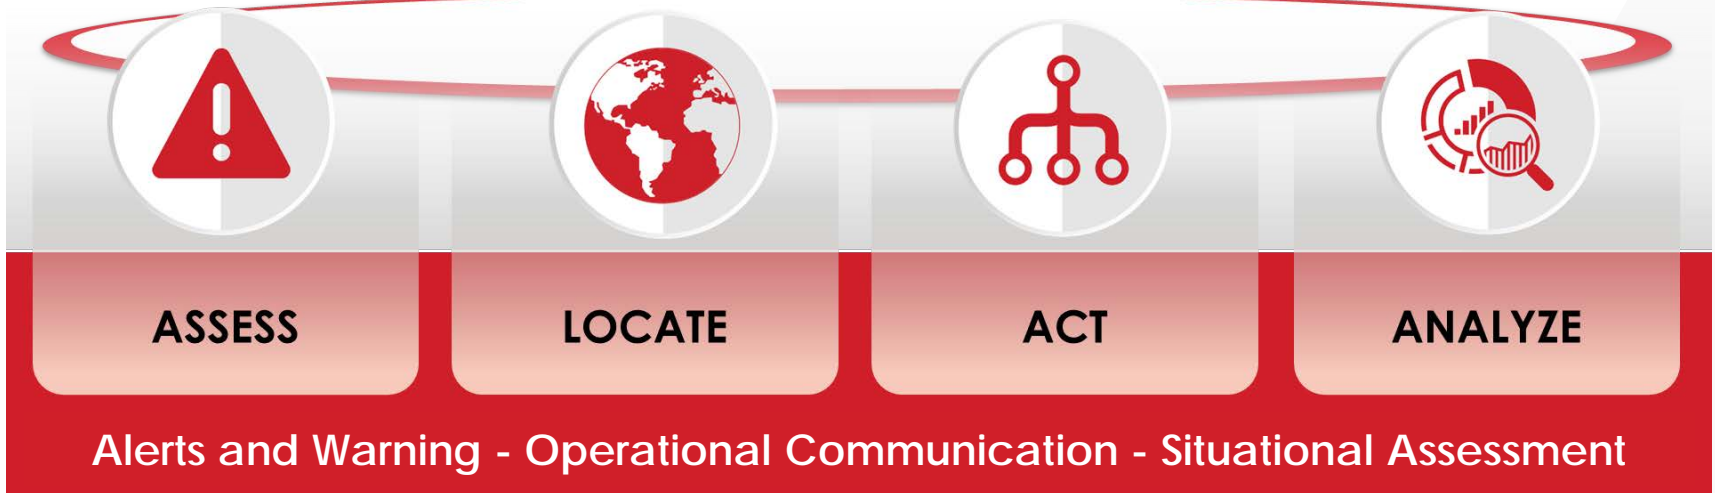 ASSESS
LOCATE
ACT
ANALYZE
Alerts and Warning - Operational Communication - Situational Assessment